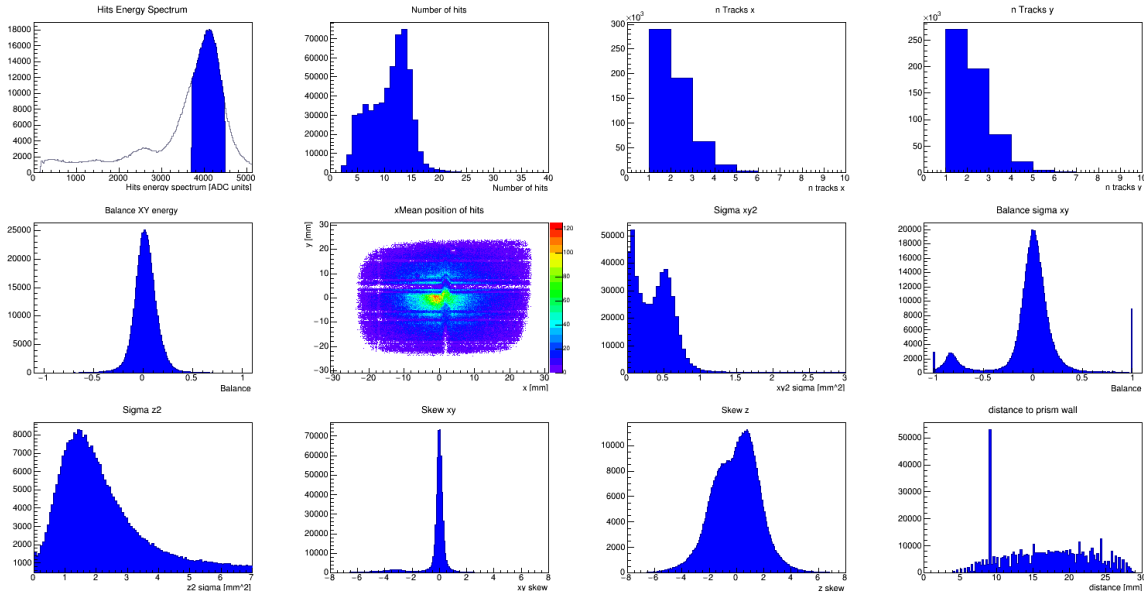 Hits Energy Spectrum
18000
16000
14000
12000
10000
8000
6000
4000
2000
0
0 1000 2000 3000 4000 5000
Hits energy spectrum [ADC units]
Number of hits
70000
60000
50000
40000
30000
20000
10000
0
0 5 10 15 20 25 30 35 40
Number of hits
n Tracks x
×10³
300
250
200
150
100
50
0
0 1 2 3 4 5 6 7 8 9 10
n tracks x
n Tracks y
×10³
250
200
150
100
50
0
0 1 2 3 4 5 6 7 8 9 10
n tracks y
Balance XY energy
25000
20000
15000
10000
5000
0
−1 −0.5 0 0.5 1
Balance
xMean position of hits
y [mm]
30
20
10
0
−10
−20
−30
−30 −20 −10 0 10 20 30
x [mm]
120
100
80
60
40
20
0
Sigma xy2
50000
40000
30000
20000
10000
0
0 0.5 1 1.5 2 2.5 3
xy2 sigma [mm^2]
Balance sigma xy
20000
18000
16000
14000
12000
10000
8000
6000
4000
2000
0
−1 −0.5 0 0.5 1
Balance
Sigma z2
8000
7000
6000
5000
4000
3000
2000
1000
0 1 2 3 4 5 6 7
z2 sigma [mm^2]
Skew xy
70000
60000
50000
40000
30000
20000
10000
0
−8 −6 −4 −2 0 2 4 6 8
xy skew
Skew z
10000
8000
6000
4000
2000
0
−8 −6 −4 −2 0 2 4 6 8
z skew
distance to prism wall
50000
40000
30000
20000
10000
0
0 5 10 15 20 25 30
distance [mm]